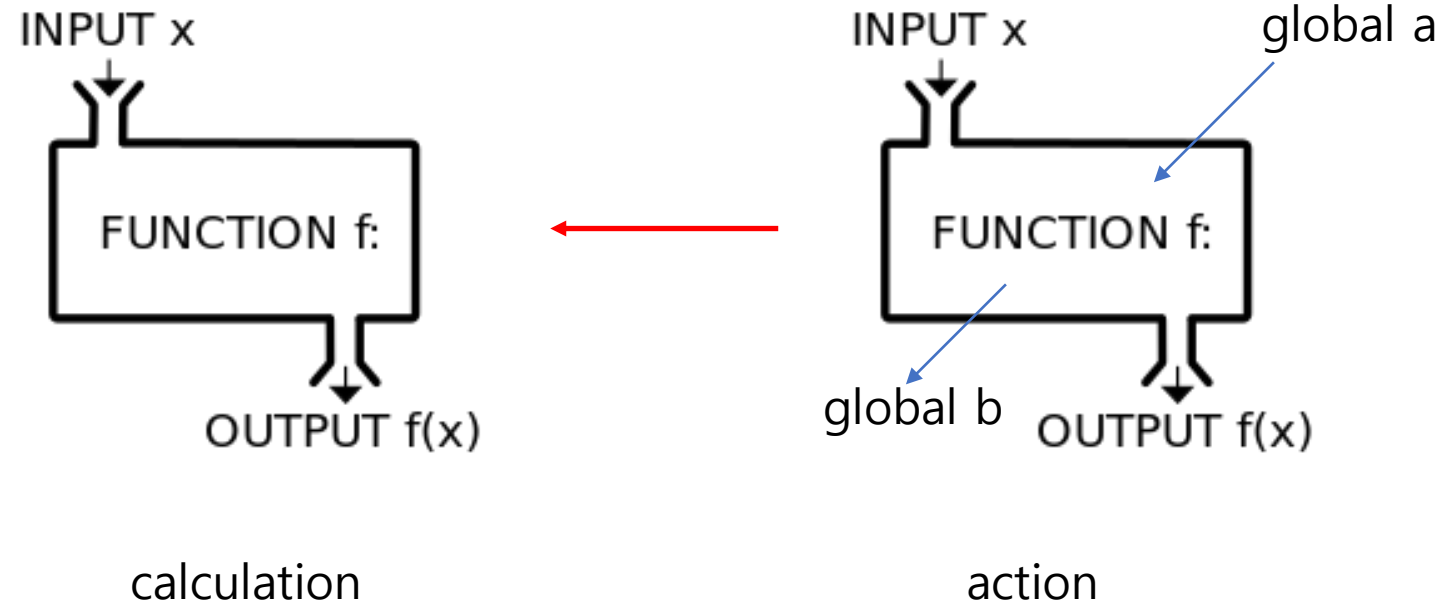 INPUT x
FUNCTION f:
OUTPUT f(x)
calculation
INPUT x
global a
FUNCTION f:
global b
OUTPUT f(x)
action